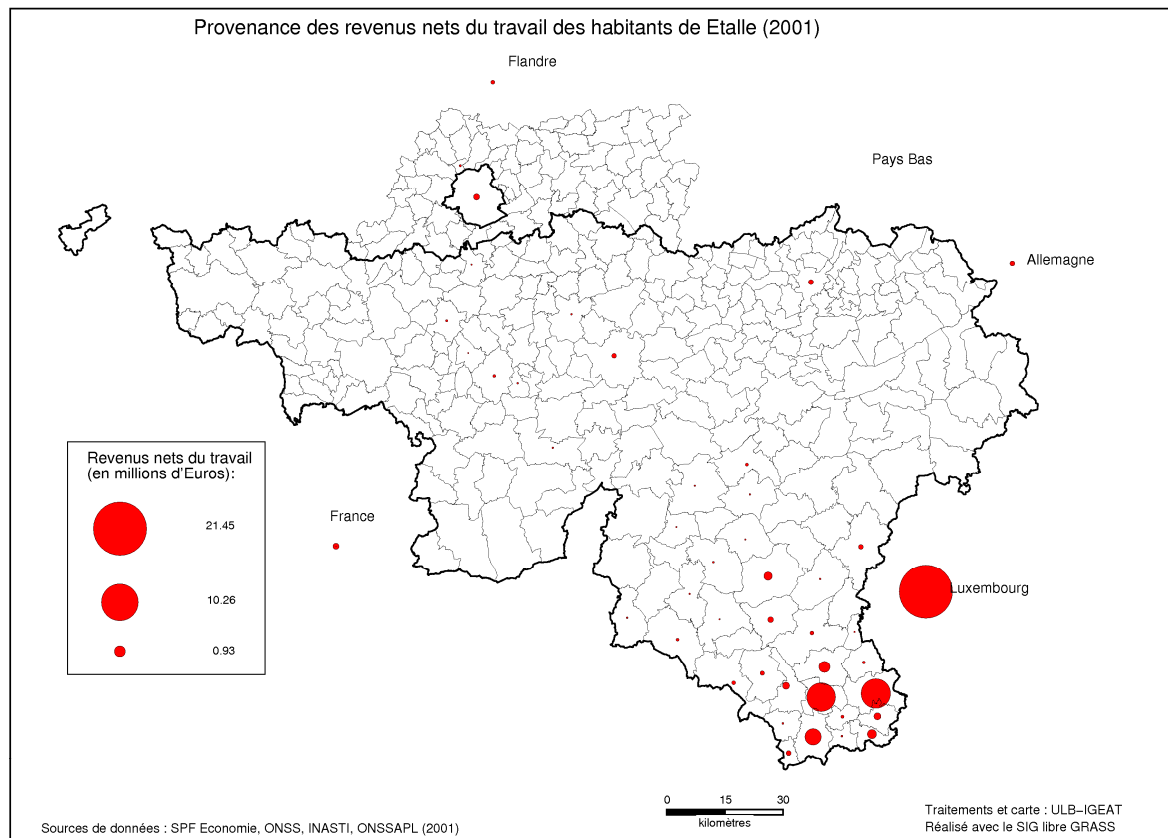 Provenance des revenus nets du travail des habitants de Etalle (2001)
Flandre
Pays Bas
Allemagne
Revenus nets du travail
(en millions d'Euros):
21.45
10.26
0.93
France
Luxembourg
0 15 30
kilomètres
Sources de données : SPF Economie, ONSS, INASTI, ONSSAPL (2001)
Traitements et carte : ULB–IGEAT
Réalisé avec le SIG libre GRASS